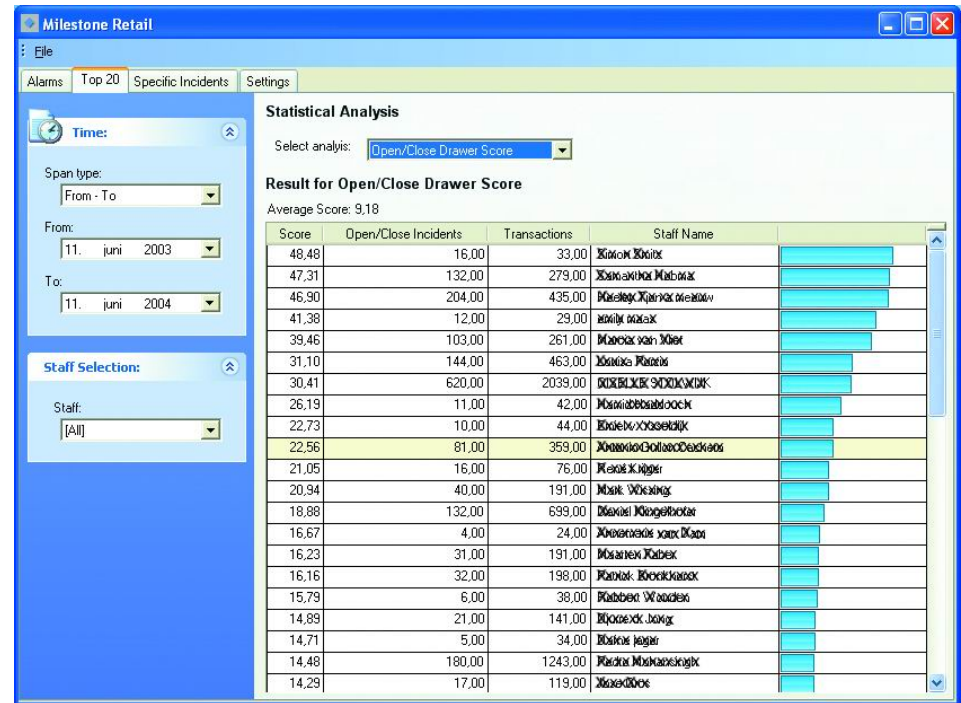 Milestone Retail
File
Alarms Top 20 Specific Incidents Settings
Time:
Span type:
From - To
From:
11. juni 2003
To:
11. juni 2004
Staff Selection:
Staff:
[All]
Statistical Analysis
Select analyis: Open/Close Drawer Score
Result for Open/Close Drawer Score
Average Score: 9,18
Score Open/Close Incidents Transactions Staff Name
48,48 16,00 33,00
47,31 132,00 279,00
46,90 204,00 435,00
41,38 12,00 29,00
39,46 103,00 261,00
31,10 144,00 463,00
30,41 620,00 2039,00
26,19 11,00 42,00
22,73 10,00 44,00
22,56 81,00 359,00
21,05 16,00 76,00
20,94 40,00 191,00
18,88 132,00 699,00
16,67 4,00 24,00
16,23 31,00 191,00
16,16 32,00 198,00
15,79 6,00 38,00
14,89 21,00 141,00
14,71 5,00 34,00
14,48 180,00 1243,00
14,29 17,00 119,00